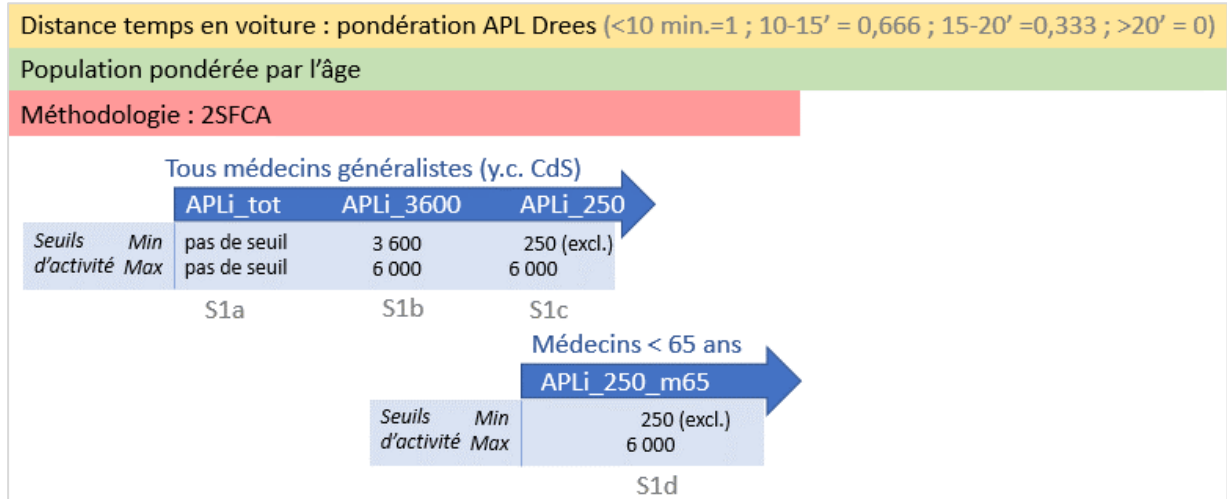 Distance temps en voiture : pondération APL Drees (<10 min.=1 ; 10-15’ = 0,666 ; 15-20’ =0,333 ; >20’ = 0)
Population pondérée par l’âge
Méthodologie : 2SFCA
Tous médecins généralistes (y.c. CdS)
APLi_tot APLi_3600 APLi_250
Seuils Min pas de seuil 3 600 250 (excl.)
d’activité Max pas de seuil 6 000 6 000
S1a S1b S1c
Médecins < 65 ans
APLi_250_m65
Seuils Min 250 (excl.)
d’activité Max 6 000
S1d